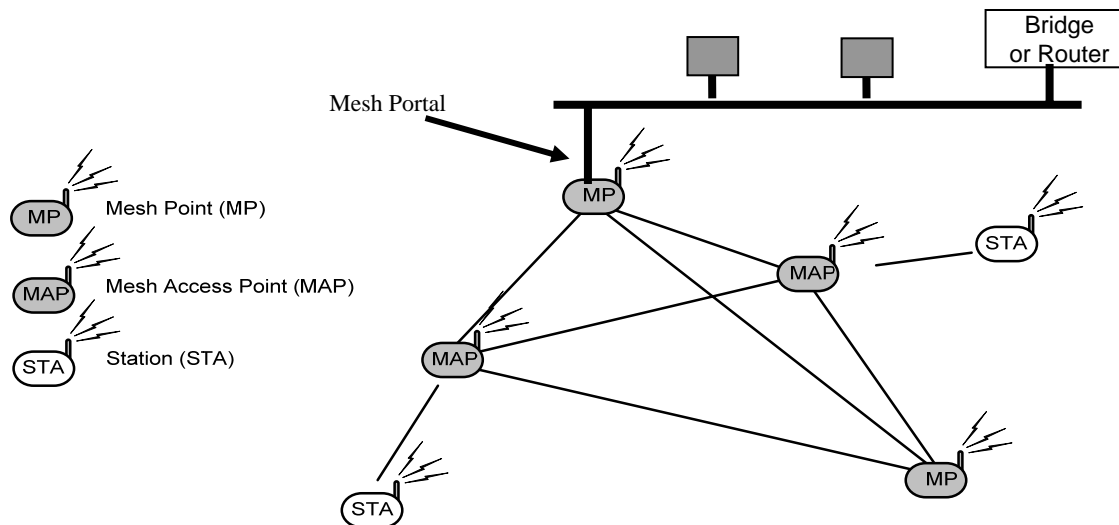 Bridge
or Router
Mesh Portal
MP
MP
Mesh Point (MP)
STA
MAP
MAP
Mesh Access Point (MAP)
MAP
STA
Station (STA)
MP
STA